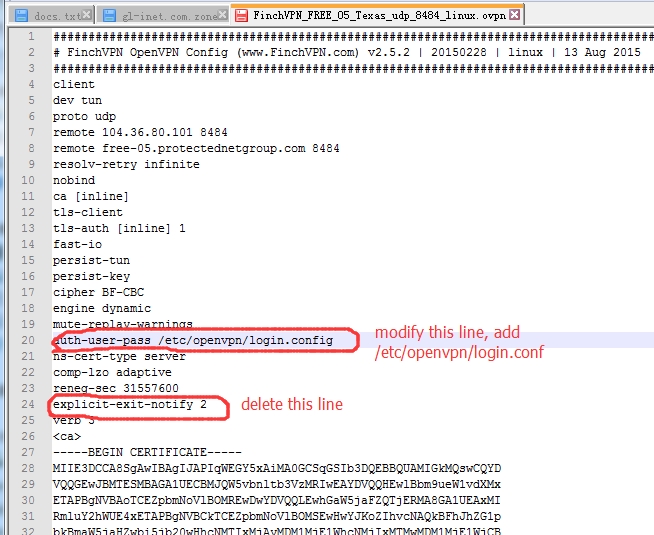 docs.txt
gl-inet.com.zone
FinchVPN_FREE_05_Texas_udp_8484_linux.ovpn
1 ################################################################################
2 # FinchVPN OpenVPN Config (www.FinchVPN.com) v2.5.2 | 20150228 | linux | 13 Aug 2015
3 ################################################################################
4 client
5 dev tun
6 proto udp
7 remote 104.36.80.101 8484
8 remote free-05.protectednetgroup.com 8484
9 resolv-retry infinite
10 nobind
11 ca [inline]
12 tls-client
13 tls-auth [inline] 1
14 fast-io
15 persist-tun
16 persist-key
17 cipher BF-CBC
18 engine dynamic
19 mute-replay-warnings
20 auth-user-pass /etc/openvpn/login.config
modify this line, add
/etc/openvpn/login.conf
21 ns-cert-type server
22 comp-lzo adaptive
23 reneg-sec 31557600
24 explicit-exit-notify 2
delete this line
25 verb 3
26 <ca>
27 -----BEGIN CERTIFICATE-----
28 MIIE3DCCA8SgAwIBAgIJAPIqWEGY5xAiMA0GCSqGSIb3DQEBBQUAMIGkMQswCQYD
29 VQQGEwJBMTESMBAGA1UECBMJQW5vbnltb3VzMRIwEAYDVQQHEwlBbm9ueW1vdXMx
30 ETAPBgNVBAoTCEZpbmNoVlBOMREwDwYDVQQLEwhGaW5jaFZQTjERMA8GA1UEAxMI
31 RmluY2hWUE4xETAPBgNVBCkTCEZpbmNoVlBOMSEwHwYJKoZIhvcNAQkBFhJhZG1p
32